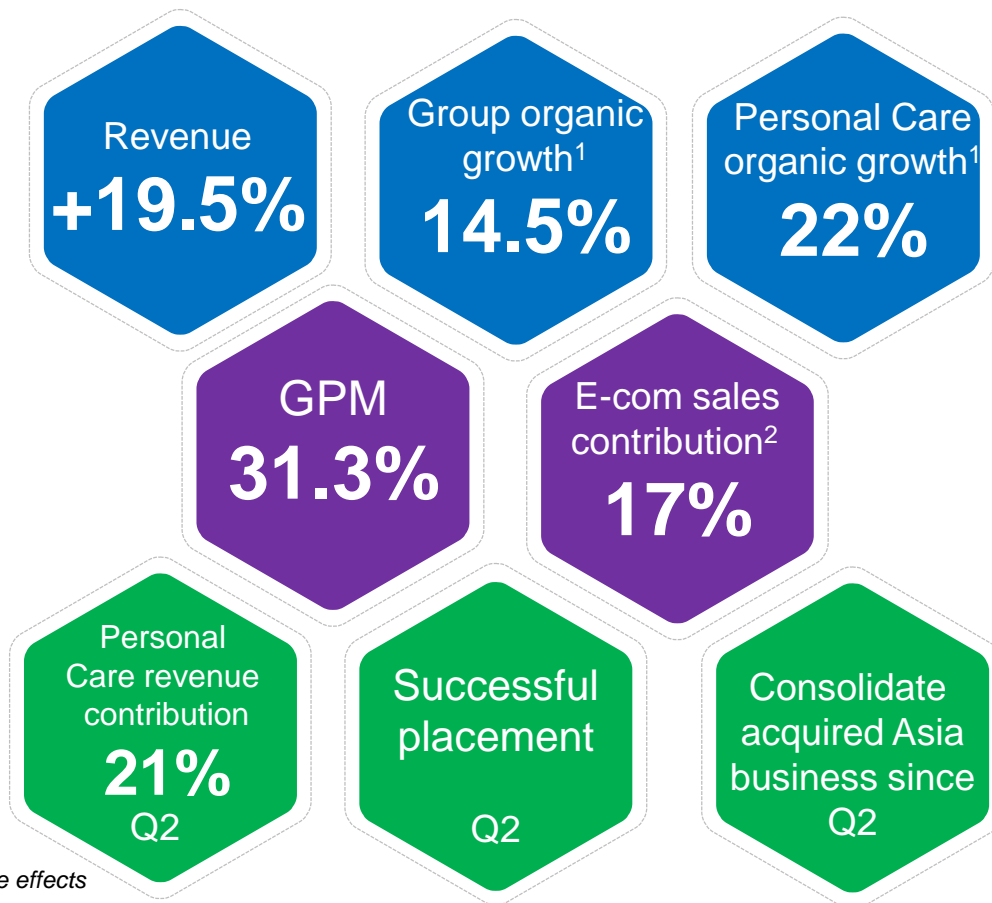 Revenue
+19.5%
Group organic
growth¹
14.5%
Personal Care
organic growth¹
22%
GPM
31.3%
E-com sales
contribution²
17%
Personal
Care revenue
contribution
21%
Q2
Successful
placement
Q2
Consolidate
acquired Asia
business since
Q2
effects